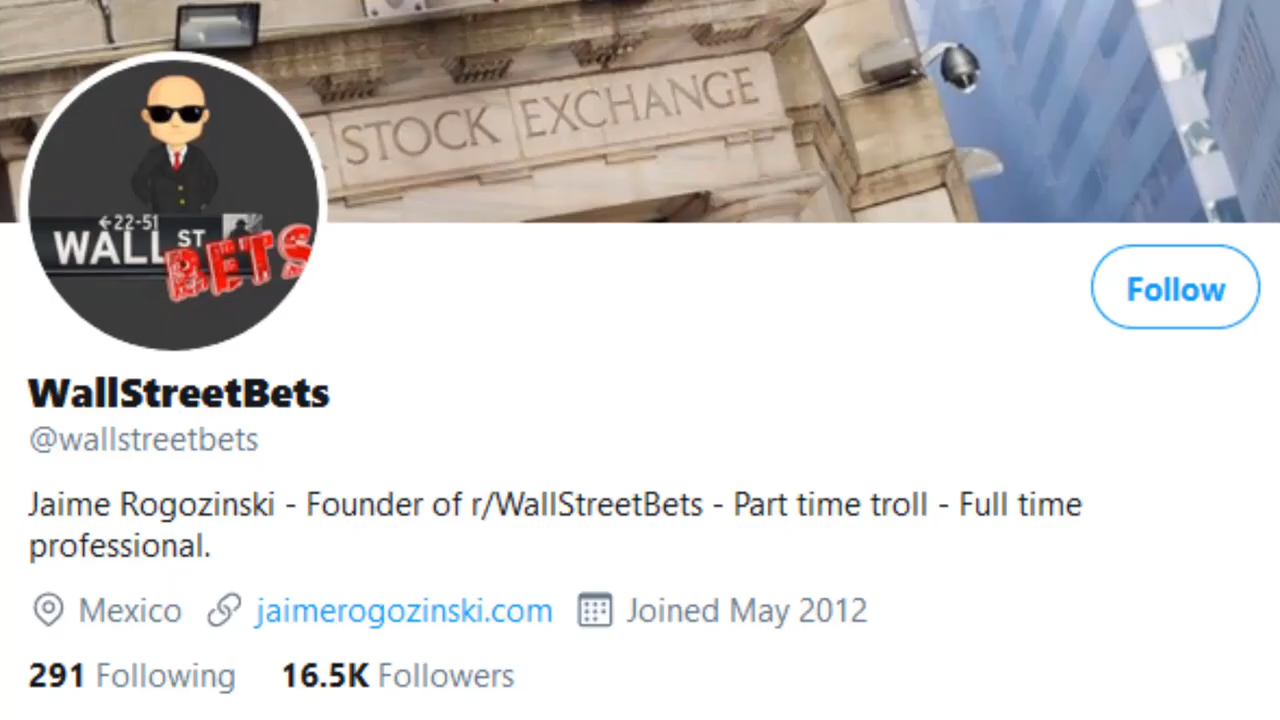 STOCK EXCHANGE
←22-51
WALL ST
BETS
Follow
WallStreetBets
@wallstreetbets
Jaime Rogozinski - Founder of r/WallStreetBets - Part time troll - Full time
professional.
Mexico jaimerogozinski.com Joined May 2012
291 Following 16.5K Followers